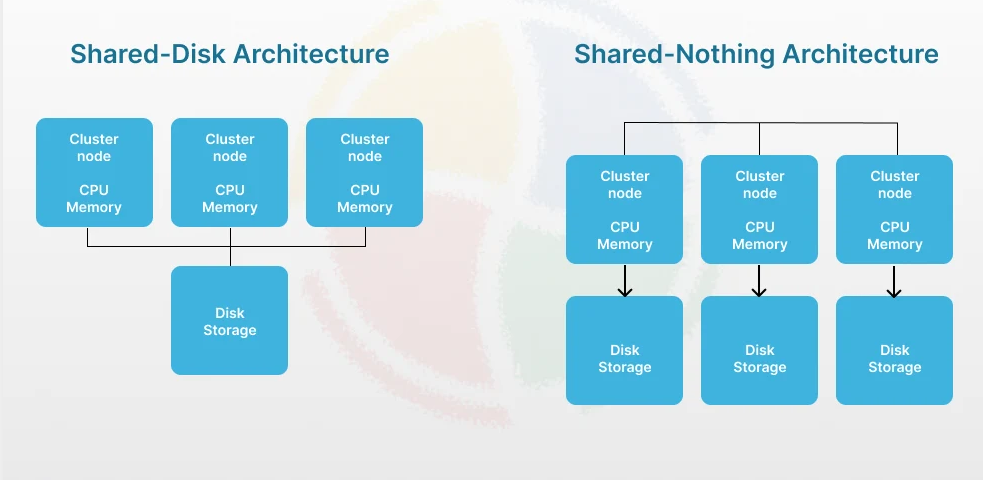 Shared-Disk Architecture
Cluster
node
CPU
Memory
Cluster
node
CPU
Memory
Cluster
node
CPU
Memory
Disk
Storage
Shared-Nothing Architecture
Cluster
node
CPU
Memory
Cluster
node
CPU
Memory
Cluster
node
CPU
Memory
Disk
Storage
Disk
Storage
Disk
Storage